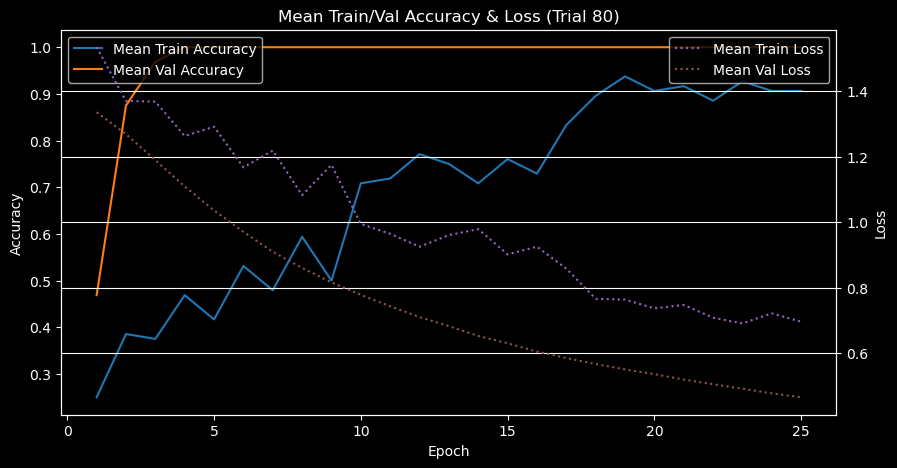 Mean Train/Val Accuracy & Loss (Trial 80)
Mean Train Accuracy
Mean Val Accuracy
Mean Train Loss
Mean Val Loss
1.0
0.9
0.8
0.7
0.6
0.5
0.4
0.3
Accuracy
1.4
1.2
1.0
0.8
0.6
Loss
0 5 10 15 20 25
Epoch